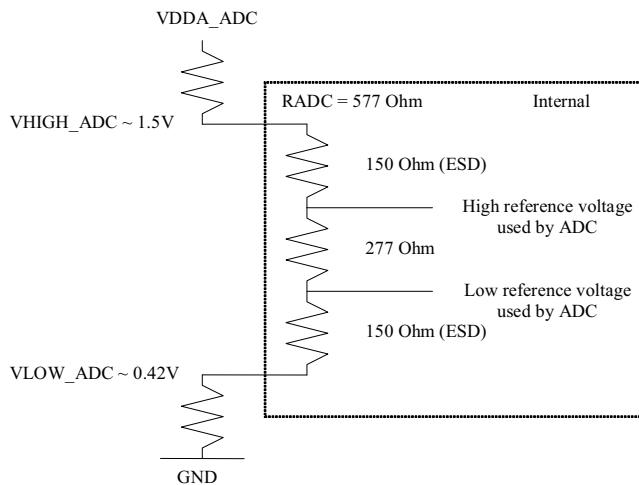 VDDA_ADC
RADC = 577 Ohm
Internal
VHIGH_ADC ~ 1.5V
150 Ohm (ESD)
High reference voltage
used by ADC
277 Ohm
Low reference voltage
used by ADC
150 Ohm (ESD)
VLOW_ADC ~ 0.42V
GND